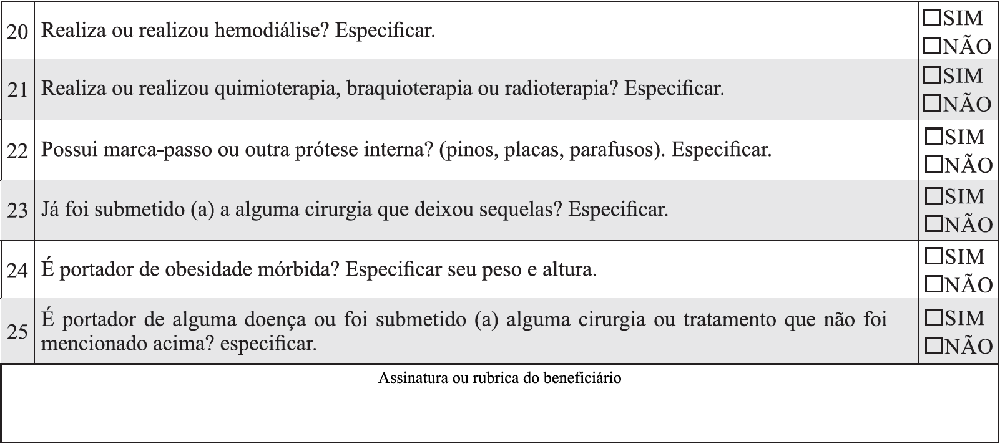 20 Realiza ou realizou hemodiálise? Especificar. ☐SIM
☐NÃO
21 Realiza ou realizou quimioterapia, braquioterapia ou radioterapia? Especificar. ☐SIM
☐NÃO
22 Possui marca-passo ou outra prótese interna? (pinos, placas, parafusos). Especificar. ☐SIM
☐NÃO
23 Já foi submetido (a) a alguma cirurgia que deixou sequelas? Especificar. ☐SIM
☐NÃO
24 É portador de obesidade mórbida? Especificar seu peso e altura. ☐SIM
☐NÃO
25 É portador de alguma doença ou foi submetido (a) alguma cirurgia ou tratamento que não foi ☐SIM
mencionado acima? especificar. ☐NÃO
Assinatura ou rubrica do beneficiário